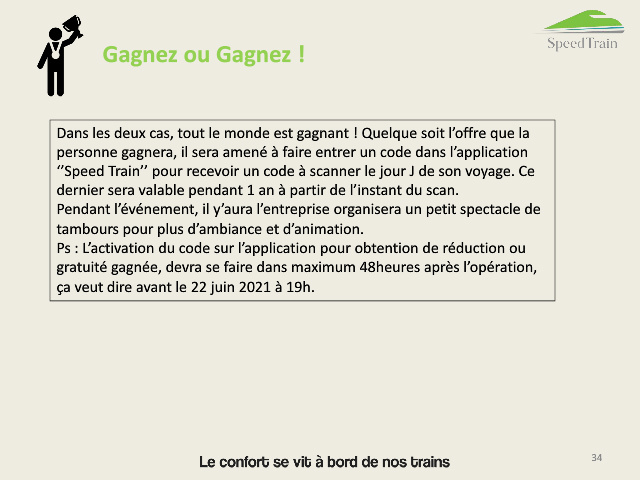 Gagnez ou Gagnez !
SpeedTrain
Dans les deux cas, tout le monde est gagnant ! Quelque soit l’offre que la
personne gagnera, il sera amené à faire entrer un code dans l’application
‘’Speed Train’’ pour recevoir un code à scanner le jour J de son voyage. Ce
dernier sera valable pendant 1 an à partir de l’instant du scan.
Pendant l’événement, il y’aura l’entreprise organisera un petit spectacle de
tambours pour plus d’ambiance et d’animation.
Ps : L’activation du code sur l’application pour obtention de réduction ou
gratuité gagnée, devra se faire dans maximum 48heures après l’opération,
ça veut dire avant le 22 juin 2021 à 19h.
Le confort se vit à bord de nos trains
34